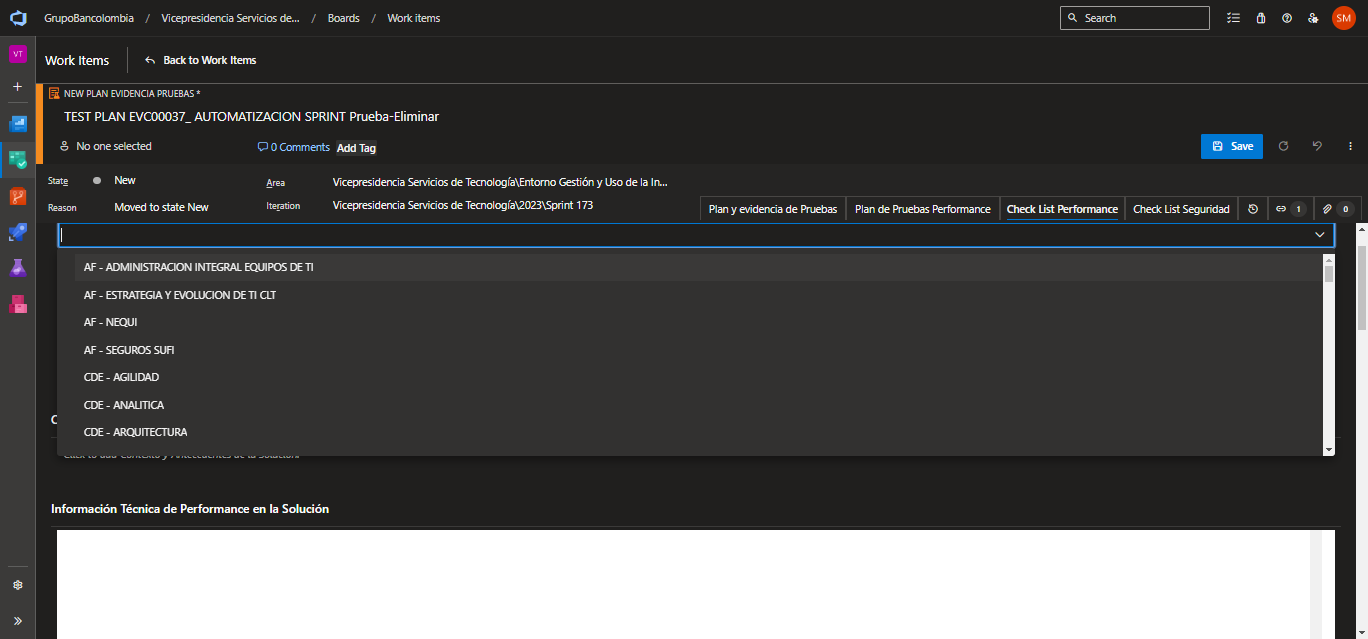 GrupoBancolombia / Vicepresidencia Servicios de... / Boards / Work items
Search
SM
VT
Work Items
Back to Work Items
NEW PLAN EVIDENCIA PRUEBAS *
TEST PLAN EVC00037_ AUTOMATIZACION SPRINT Prueba-Eliminar
No one selected
0 Comments
Add Tag
Save
State
New
Area
Vicepresidencia Servicios de Tecnología\Entorno Gestión y Uso de la In...
Reason
Moved to state New
Iteration
Vicepresidencia Servicios de Tecnología\2023\Sprint 173
Plan y evidencia de Pruebas
Plan de Pruebas Performance
Check List Performance
Check List Seguridad
1
0
AF - ADMINISTRACION INTEGRAL EQUIPOS DE TI
AF - ESTRATEGIA Y EVOLUCION DE TI CLT
AF - NEQUI
AF - SEGUROS SUFI
CDE - AGILIDAD
CDE - ANALITICA
CDE - ARQUITECTURA
Click to add Contexto y Antecedentes de la Solución.
Información Técnica de Performance en la Solución